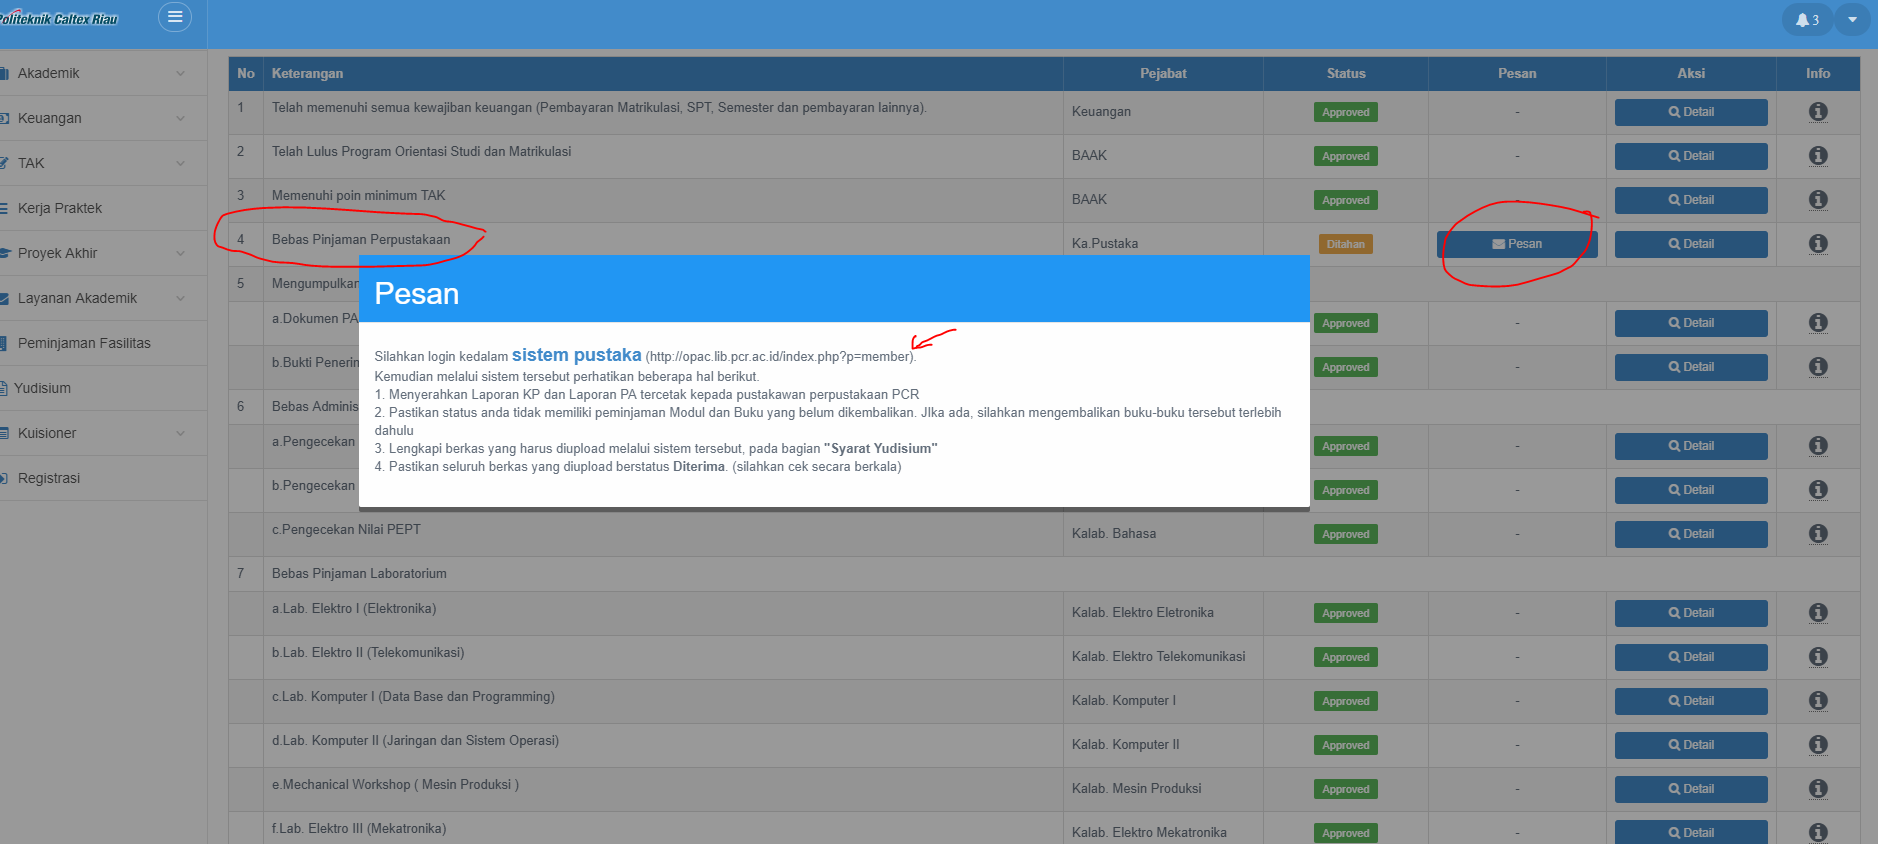 Politeknik Caltex Riau
3
Akademik
Keuangan
TAK
Kerja Praktek
Proyek Akhir
Layanan Akademik
Peminjaman Fasilitas
Yudisium
Kuisioner
Registrasi
No Keterangan Pejabat Status Pesan Aksi Info
1 Telah memenuhi semua kewajiban keuangan (Pembayaran Matrikulasi, SPT, Semester dan pembayaran lainnya). Keuangan Approved - Detail
2 Telah Lulus Program Orientasi Studi dan Matrikulasi BAAK Approved - Detail
3 Memenuhi poin minimum TAK BAAK Approved - Detail
4 Bebas Pinjaman Perpustakaan Ka.Pustaka Ditahan Pesan Detail
5 Mengumpulkan
a.Dokumen PA Approved - Detail
b.Bukti Penerin Approved - Detail
6 Bebas Adminis
a.Pengecekan Approved - Detail
b.Pengecekan Approved - Detail
Pesan
Silahkan login kedalam sistem pustaka (http://opac.lib.pcr.ac.id/index.php?p=member).
Kemudian melalui sistem tersebut perhatikan beberapa hal berikut.
1. Menyerahkan Laporan KP dan Laporan PA tercetak kepada pustakawan perpustakaan PCR
2. Pastikan status anda tidak memiliki peminjaman Modul dan Buku yang belum dikembalikan. JIka ada, silahkan mengembalikan buku-buku tersebut terlebih
dahulu
3. Lengkapi berkas yang harus diupload melalui sistem tersebut, pada bagian "Syarat Yudisium"
4. Pastikan seluruh berkas yang diupload berstatus Diterima. (silahkan cek secara berkala)
c.Pengecekan Nilai PEPT Kalab. Bahasa Approved - Detail
7 Bebas Pinjaman Laboratorium
a.Lab. Elektro I (Elektronika) Kalab. Elektro Eletronika Approved - Detail
b.Lab. Elektro II (Telekomunikasi) Kalab. Elektro Telekomunikasi Approved - Detail
c.Lab. Komputer I (Data Base dan Programming) Kalab. Komputer I Approved - Detail
d.Lab. Komputer II (Jaringan dan Sistem Operasi) Kalab. Komputer II Approved - Detail
e.Mechanical Workshop ( Mesin Produksi ) Kalab. Mesin Produksi Approved - Detail
f.Lab. Elektro III (Mekatronika) Kalab. Elektro Mekatronika Approved - Detail